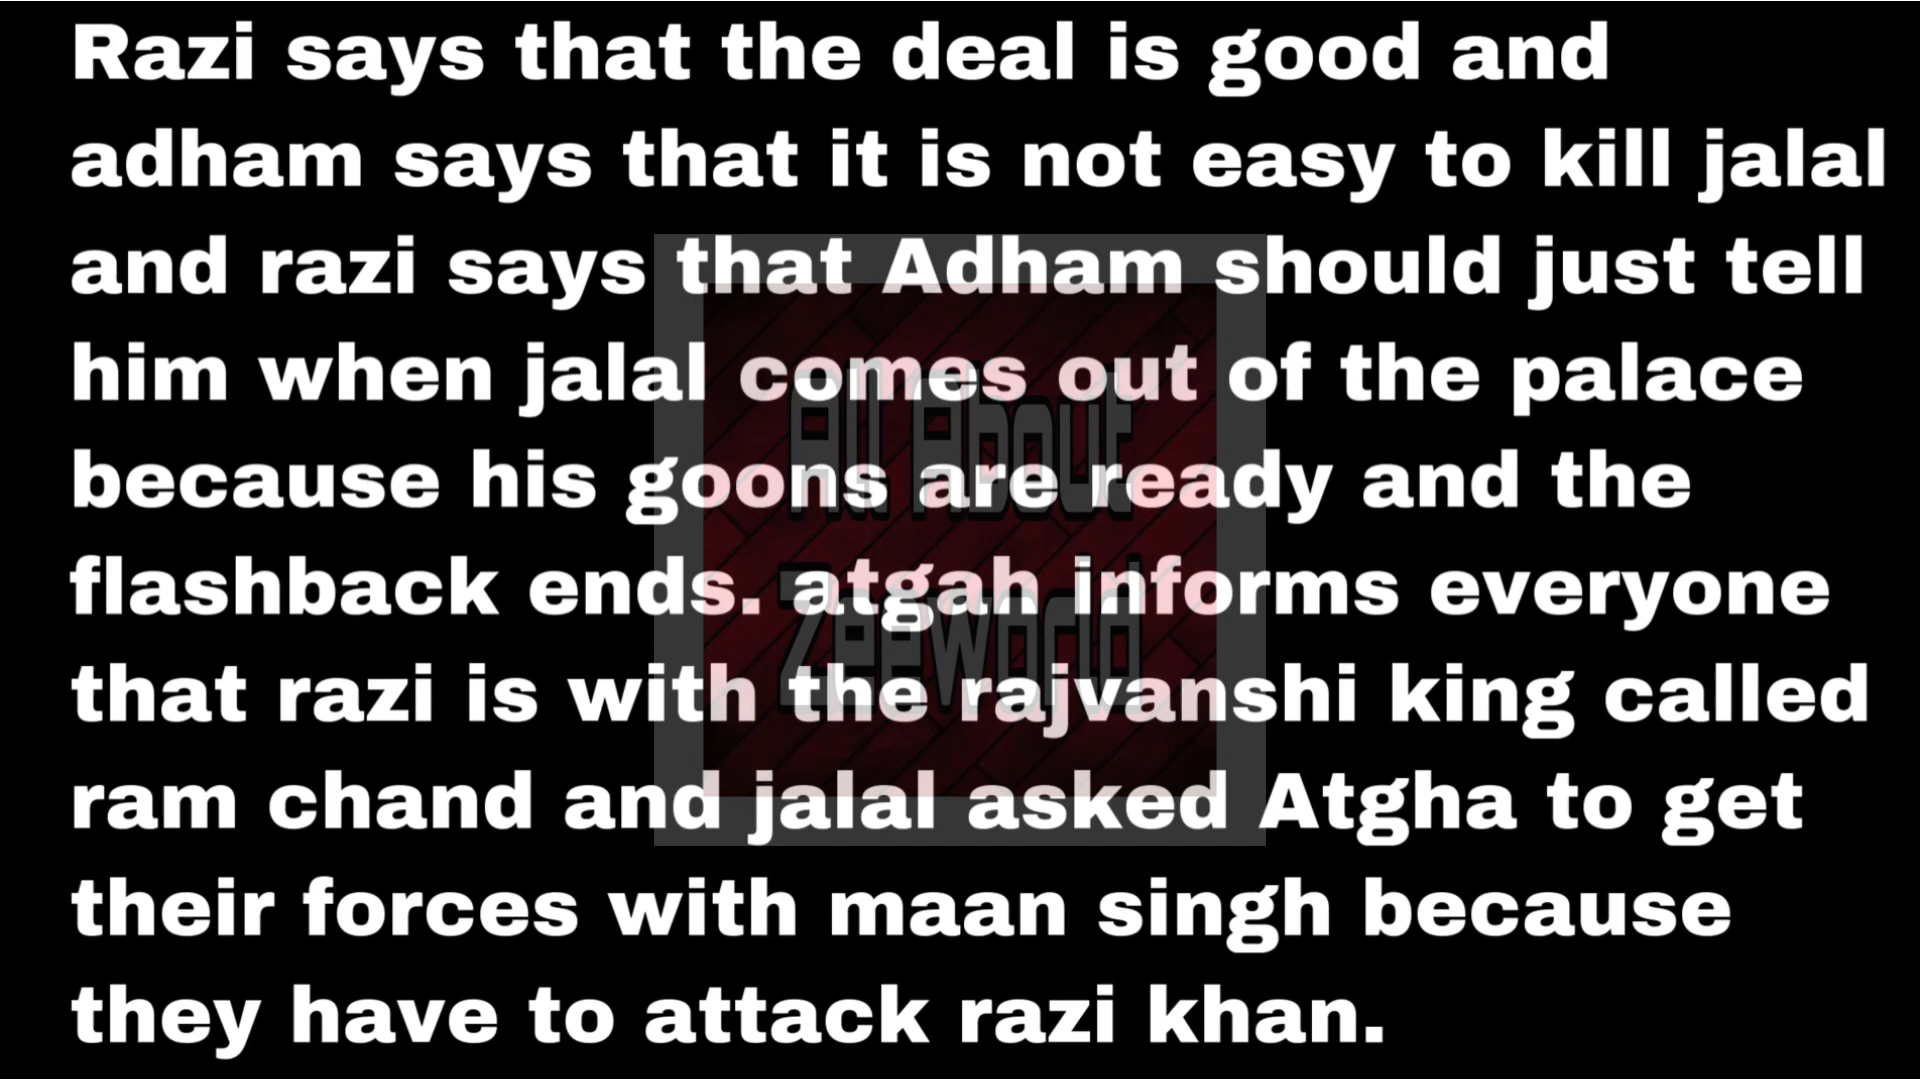 Razi says that the deal is good and
adham says that it is not easy to kill jalal
and razi says that Adham should just tell
him when jalal comes out of the palace
because his goons are ready and the
flashback ends. atgah informs everyone
that razi is with the rajvanshi king called
ram chand and jalal asked Atgha to get
their forces with maan singh because
they have to attack razi khan.
All About
Zeeworld